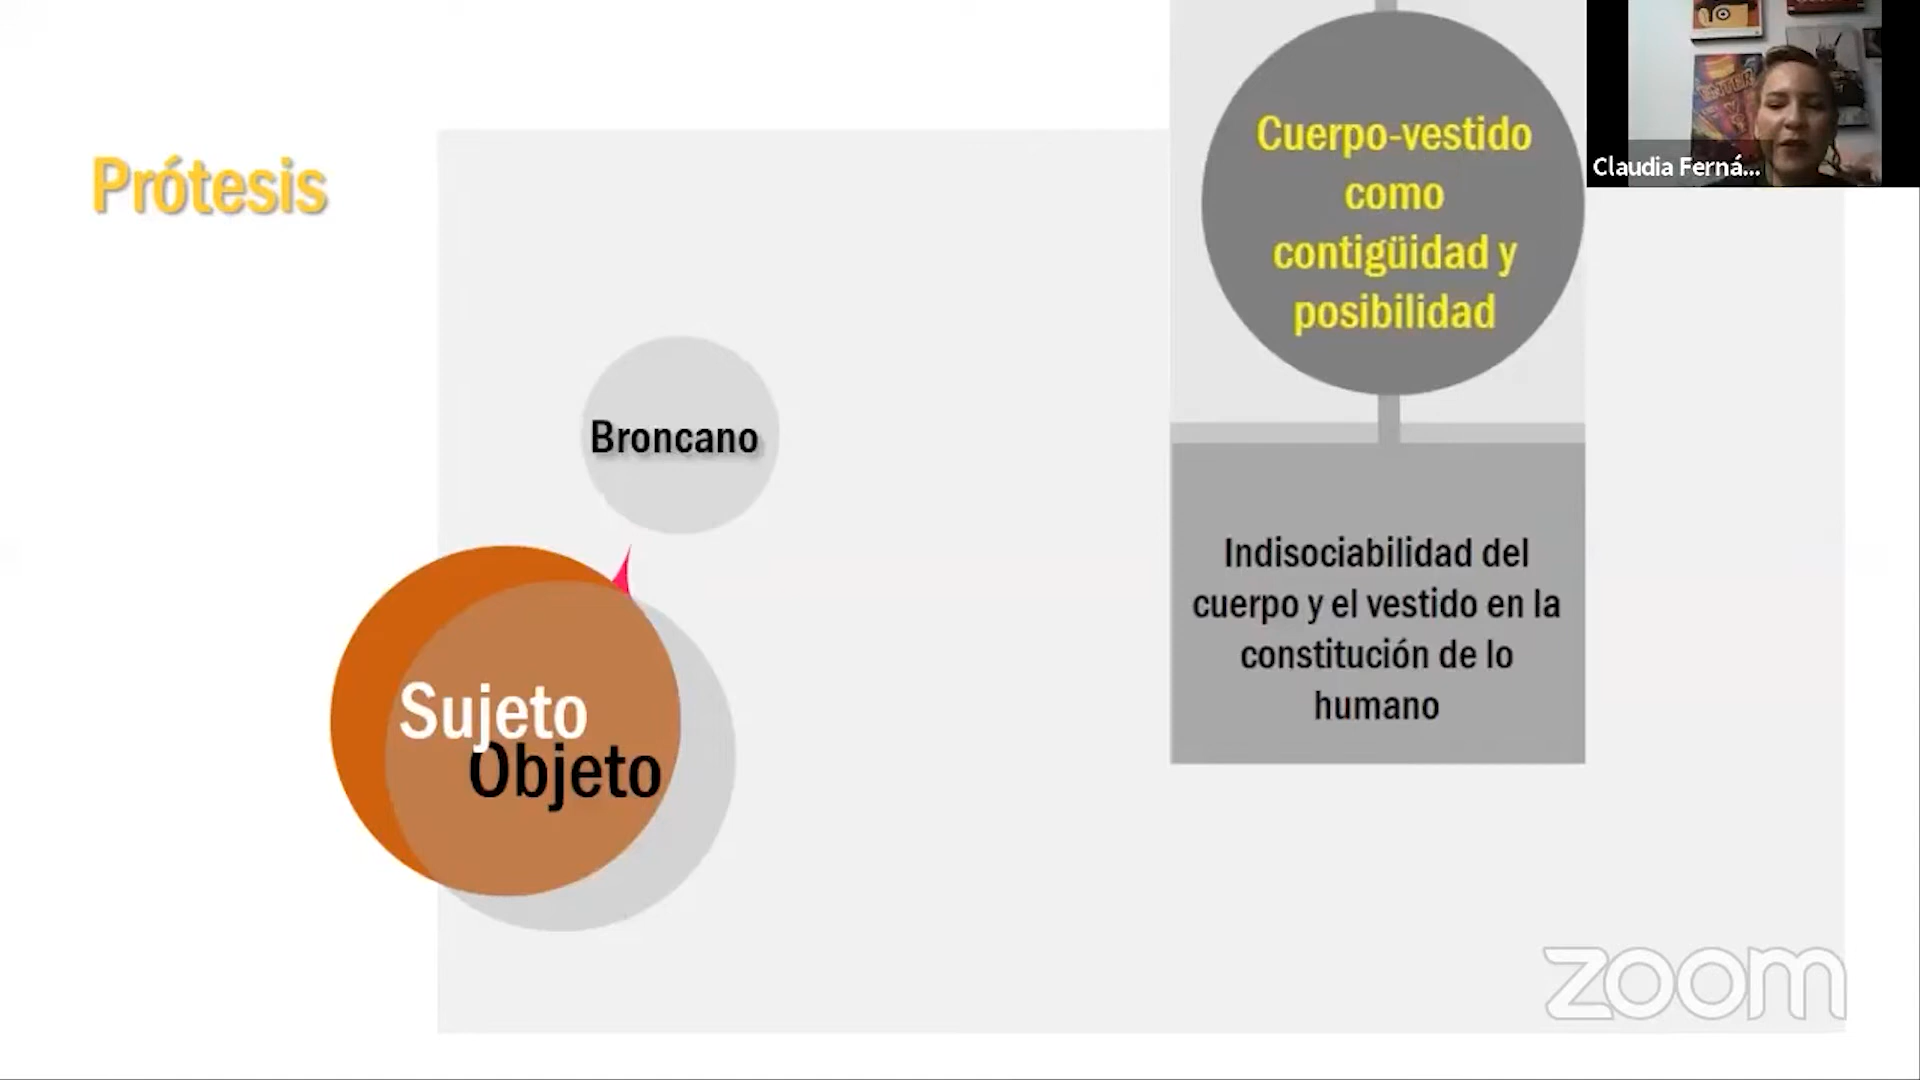 Prótesis
Cuerpo-vestido
como
contigüidad y
posibilidad
Claudia Ferná...
Broncano
Indisociabilidad del
cuerpo y el vestido en la
constitución de lo
humano
Sujeto
Objeto
zoom